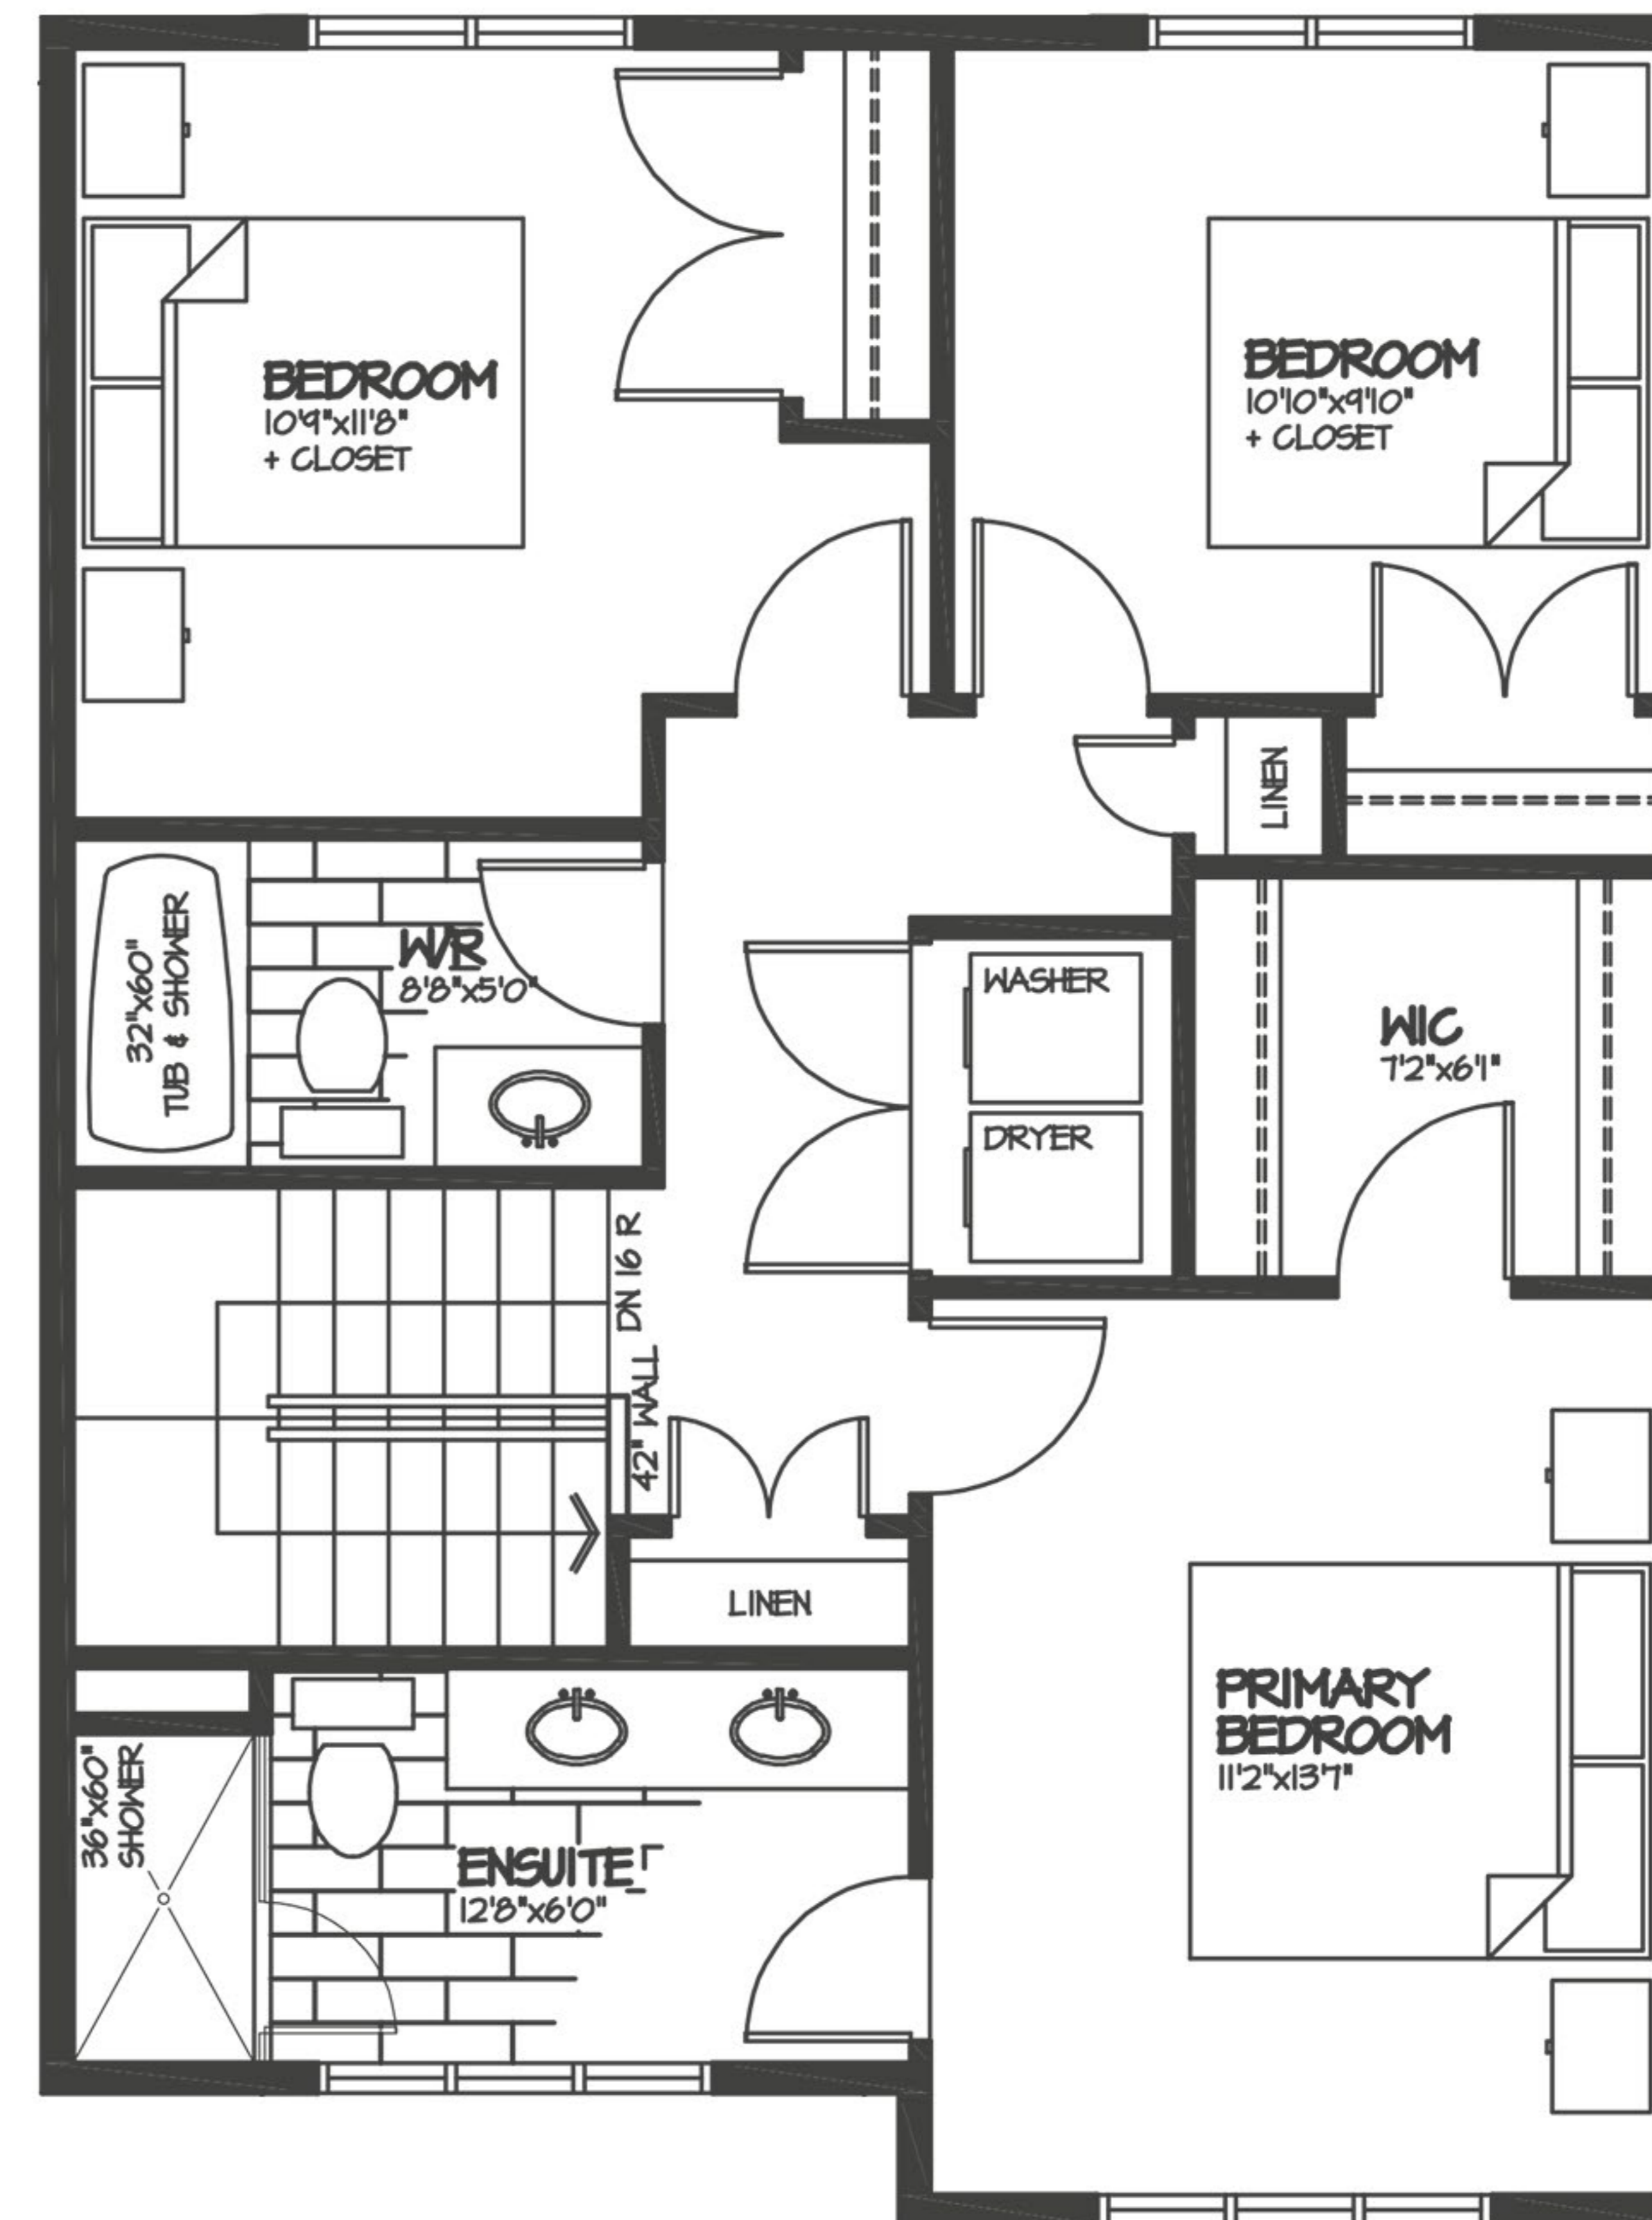 BEDROOM
10'9"x11'8"
+ CLOSET
BEDROOM
10'10"x9'10"
+ CLOSET
LINEN
32"x60"
TUB & SHOWER
W/R
8'8"x5'0"
WASHER
DRYER
WIC
7'2"x6'1"
DN 16 R
42" WALL
LINEN
PRIMARY
BEDROOM
11'2"x13'7"
36"x60"
SHOWER
ENSUITE
12'8"x6'0"